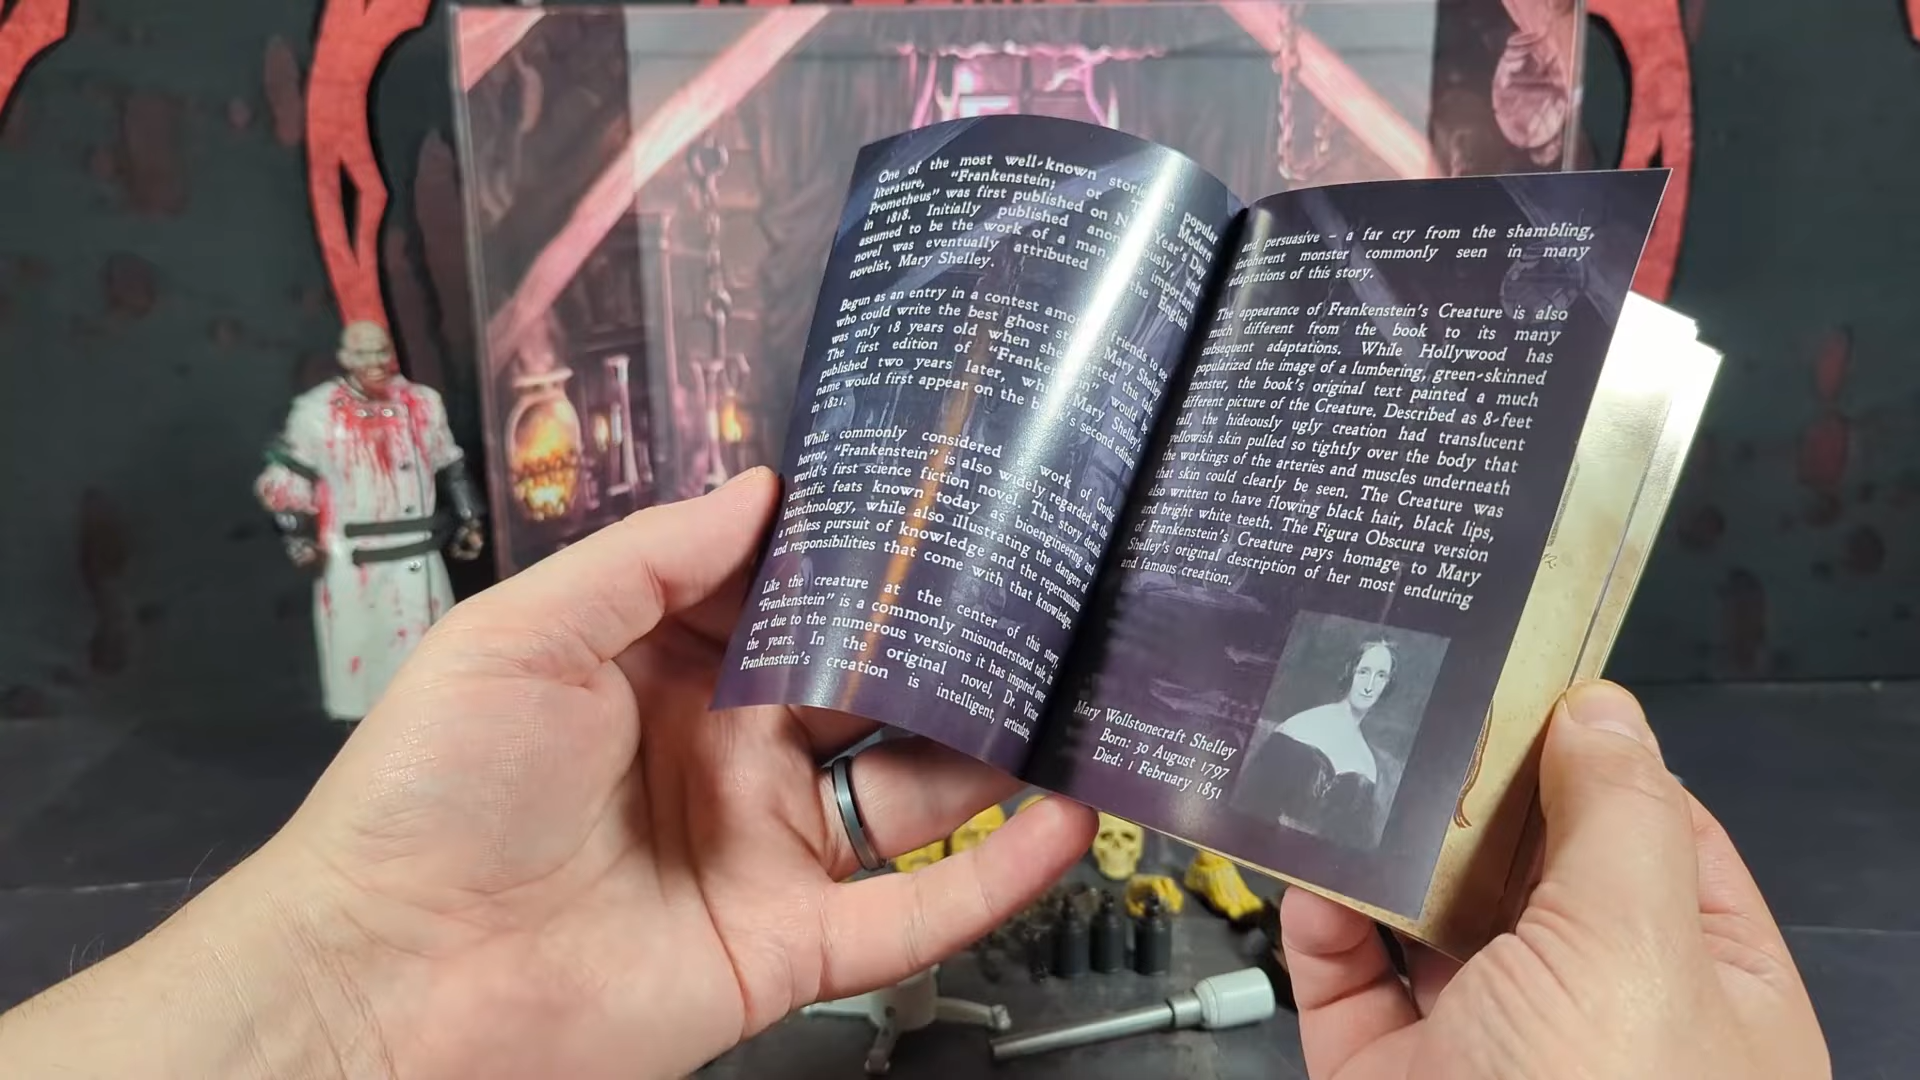 One of the most well-known stories in popular
literature, "Frankenstein; or The Modern
Prometheus" was first published on New Year's Day
in 1818. Initially published anonymously and
assumed to be the work of a man, this important
novel was eventually attributed the English
novelist, Mary Shelley.
Begun as an entry in a contest among friends to see
who could write the best ghost story, Mary Shelley
was only 18 years old when she started this tale.
The first edition of "Frankenstein" would be
published two years later, while Mary Shelley's
name would first appear on the book's second edition
in 1821.
While commonly considered a work of Gothic
horror, "Frankenstein" is also widely regarded as the
world's first science fiction novel. The story details
scientific feats known today as bioengineering and
biotechnology, while also illustrating the dangers of
a ruthless pursuit of knowledge and the repercussions
and responsibilities that come with that knowledge.
Like the creature at the center of this story,
"Frankenstein" is a commonly misunderstood tale, in
part due to the numerous versions it has inspired over
the years. In the original novel, Dr. Victor
Frankenstein's creation is intelligent, articulate,
and persuasive – a far cry from the shambling,
incoherent monster commonly seen in many
adaptations of this story.
The appearance of Frankenstein's Creature is also
much different from the book to its many
subsequent adaptations. While Hollywood has
popularized the image of a lumbering, green-skinned
monster, the book's original text painted a much
different picture of the Creature. Described as 8-feet
tall, the hideously ugly creation had translucent
yellowish skin pulled so tightly over the body that
the workings of the arteries and muscles underneath
that skin could clearly be seen. The Creature was
also written to have flowing black hair, black lips,
and bright white teeth. The Figura Obscura version
of Frankenstein's Creature pays homage to Mary
Shelley's original description of her most enduring
and famous creation.
Mary Wollstonecraft Shelley
Born: 30 August 1797
Died: 1 February 1851